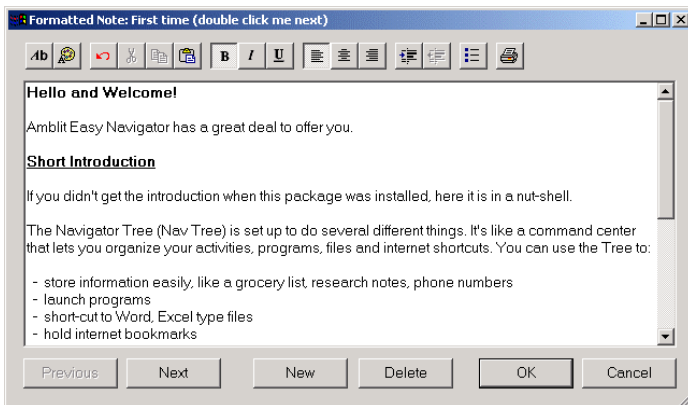 Formatted Note: First time (double click me next)
Ab
B I U
Hello and Welcome!
Amblit Easy Navigator has a great deal to offer you.
Short Introduction
If you didn't get the introduction when this package was installed, here it is in a nut-shell.
The Navigator Tree (Nav Tree) is set up to do several different things. It's like a command center
that lets you organize your activities, programs, files and internet shortcuts. You can use the Tree to:
- store information easily, like a grocery list, research notes, phone numbers
- launch programs
- short-cut to Word, Excel type files
- hold internet bookmarks
Previous Next New Delete OK Cancel